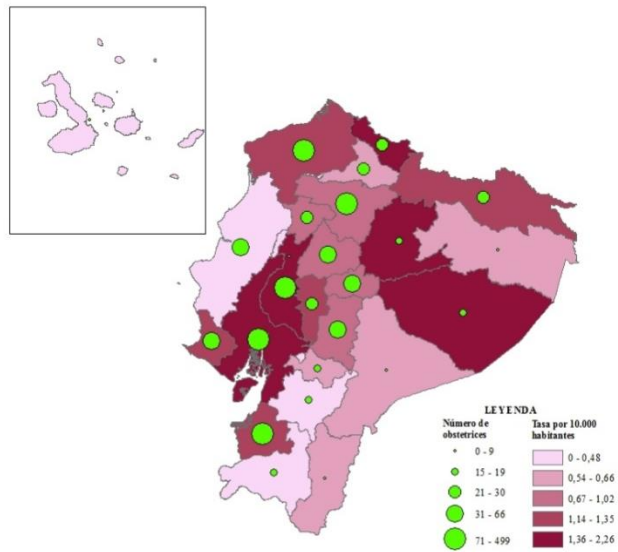 LEYENDA
Número de obstetrices
Tasa por 10.000 habitantes
0 - 9
15 - 19
21 - 30
31 - 66
71 - 499
0 - 0,48
0,54 - 0,66
0,67 - 1,02
1,14 - 1,35
1,36 - 2,26